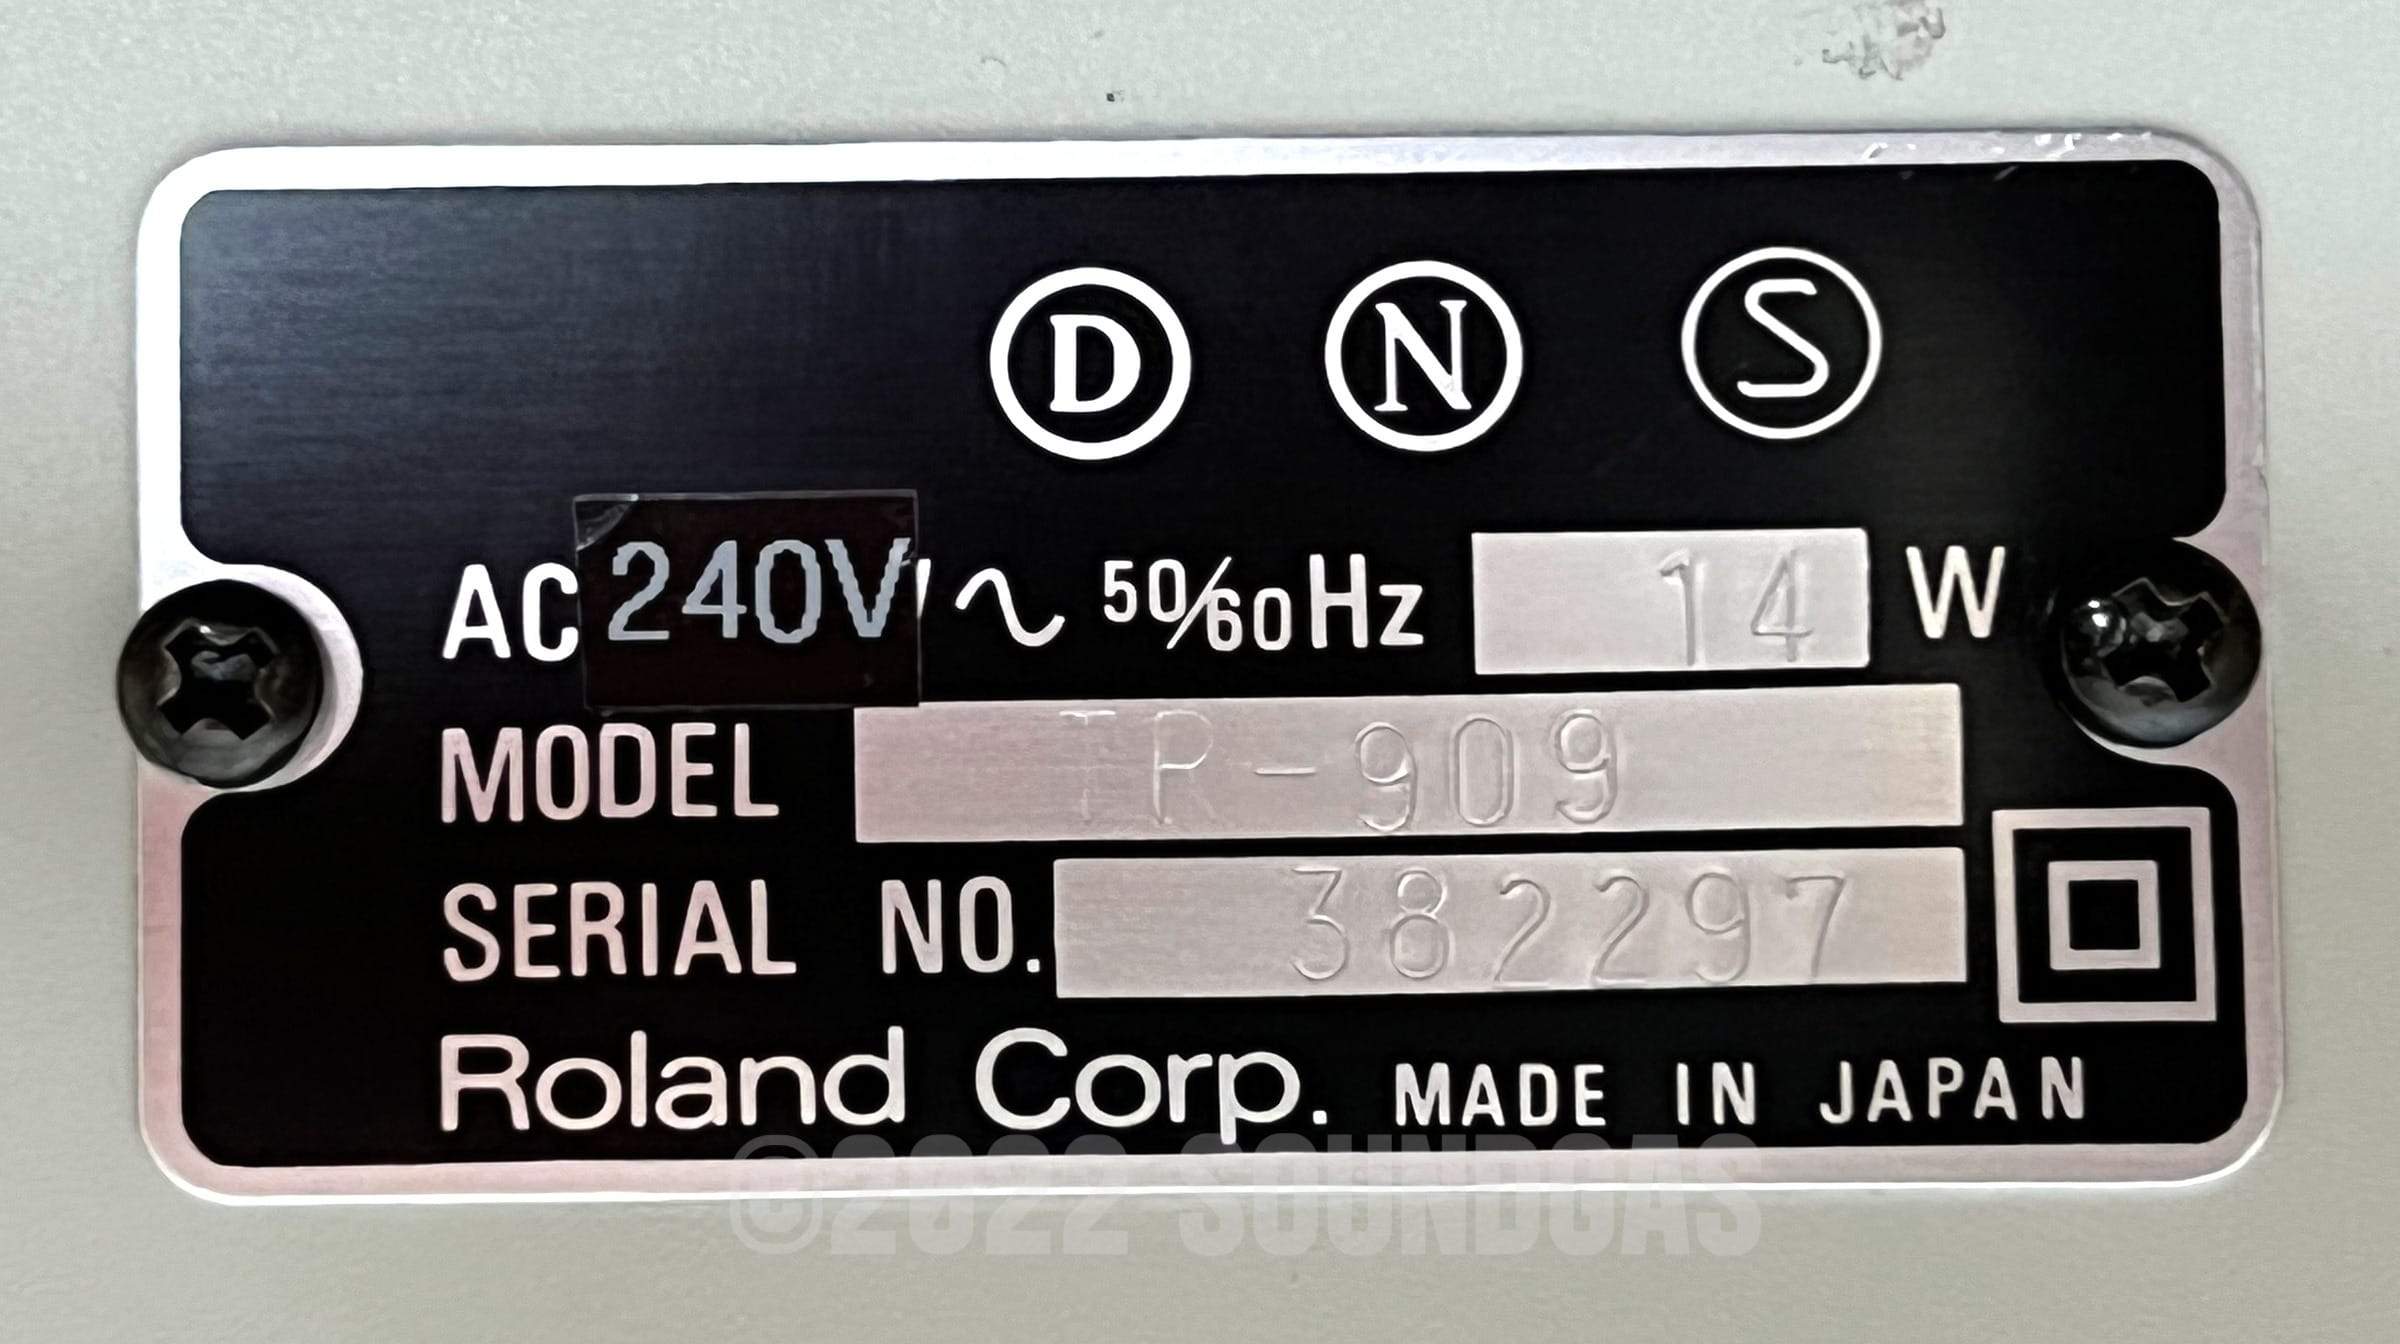 D N S
AC 240V ~ 50/60Hz 14 W
MODEL TR-909
SERIAL NO. 382297
Roland Corp. MADE IN JAPAN
©2022 SOUNDGAS